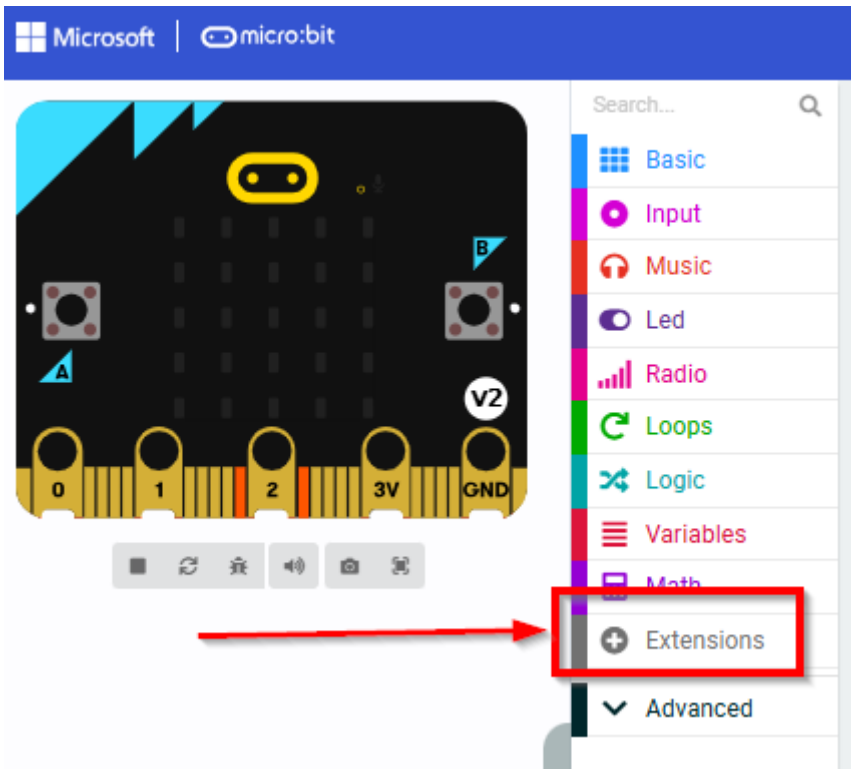 Microsoft | micro:bit
Search...
Basic
Input
Music
Led
Radio
Loops
Logic
Variables
Math
Extensions
Advanced
A
B
V2
0 1 2 3V GND